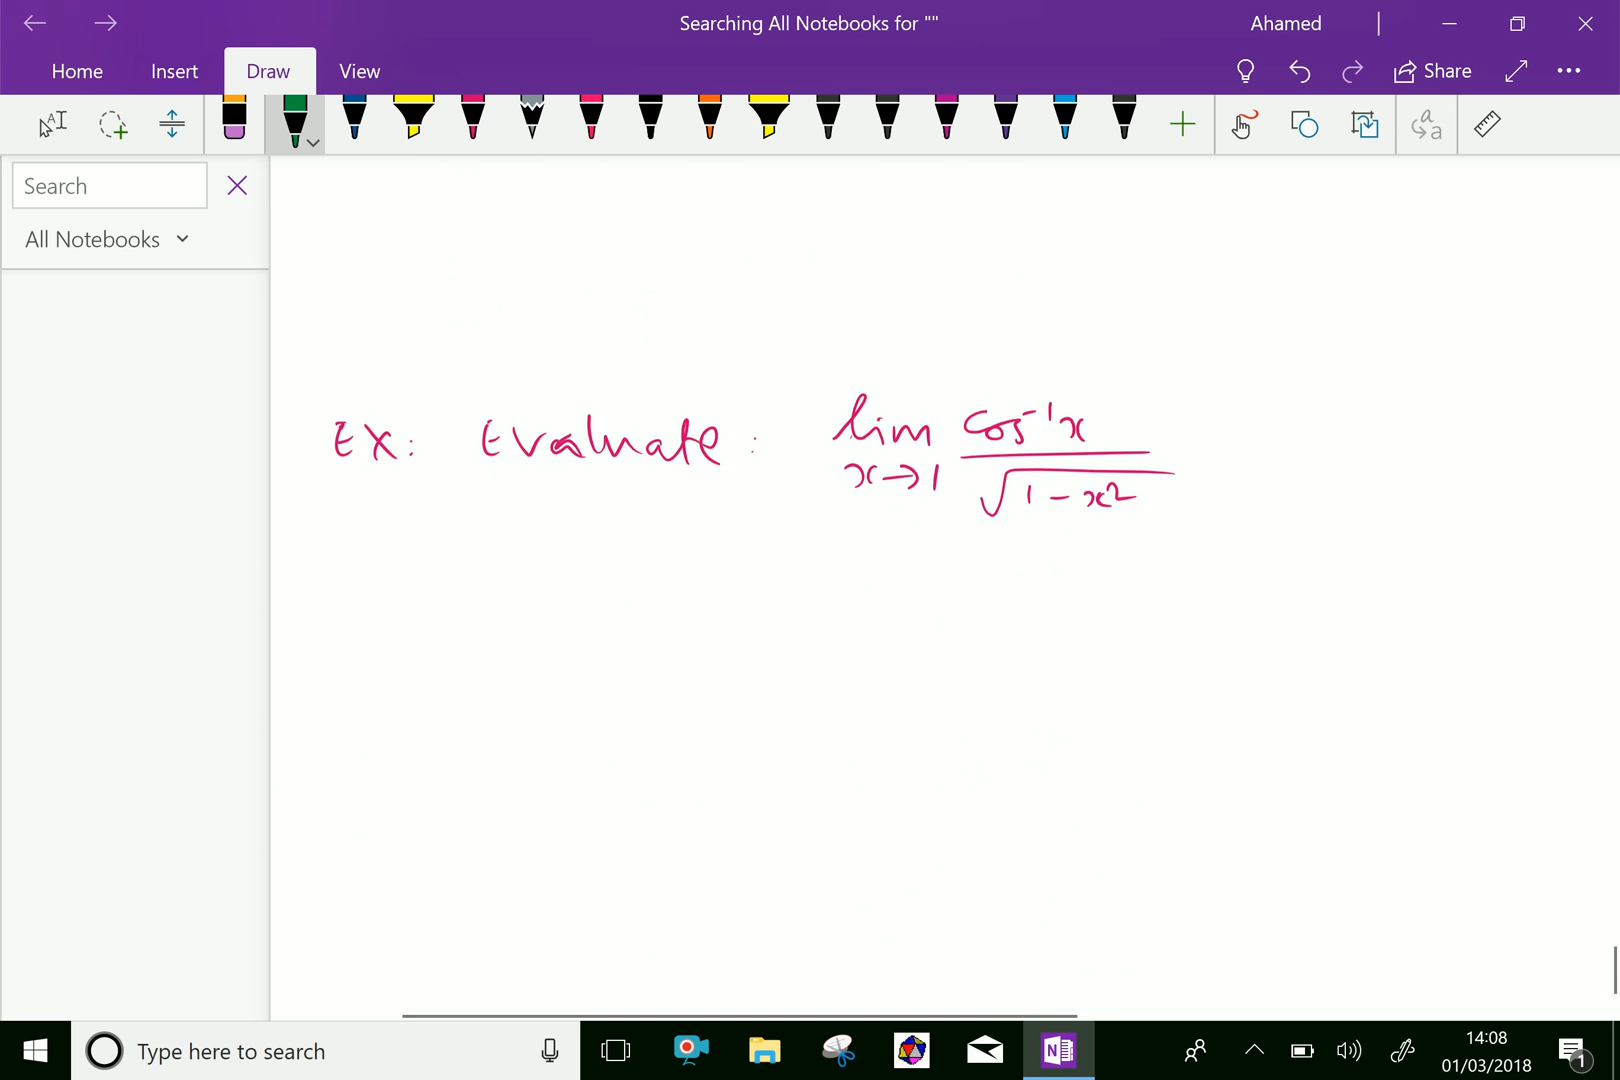 Searching All Notebooks for ""
Ahamed
Home Insert Draw View
Share
Search
All Notebooks
Ex: Evaluate: lim x→1 cos⁻¹x / √(1-x²)
Type here to search
14:08
01/03/2018
1